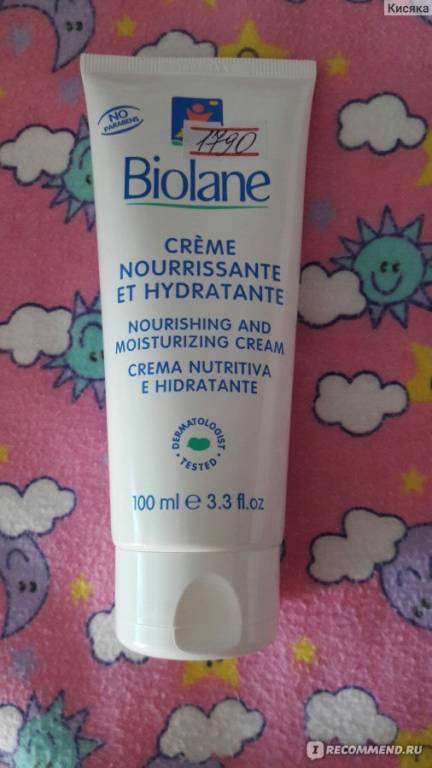 Кисяка
NO
PARABENS
1790
Biolane
CRÈME
NOURRISSANTE
ET HYDRATANTE
NOURISHING AND
MOISTURIZING CREAM
CREMA NUTRITIVA
E HIDRATANTE
DERMATOLOGIST
TESTED
100 ml e 3.3 fl.oz
I RECOMMEND.RU